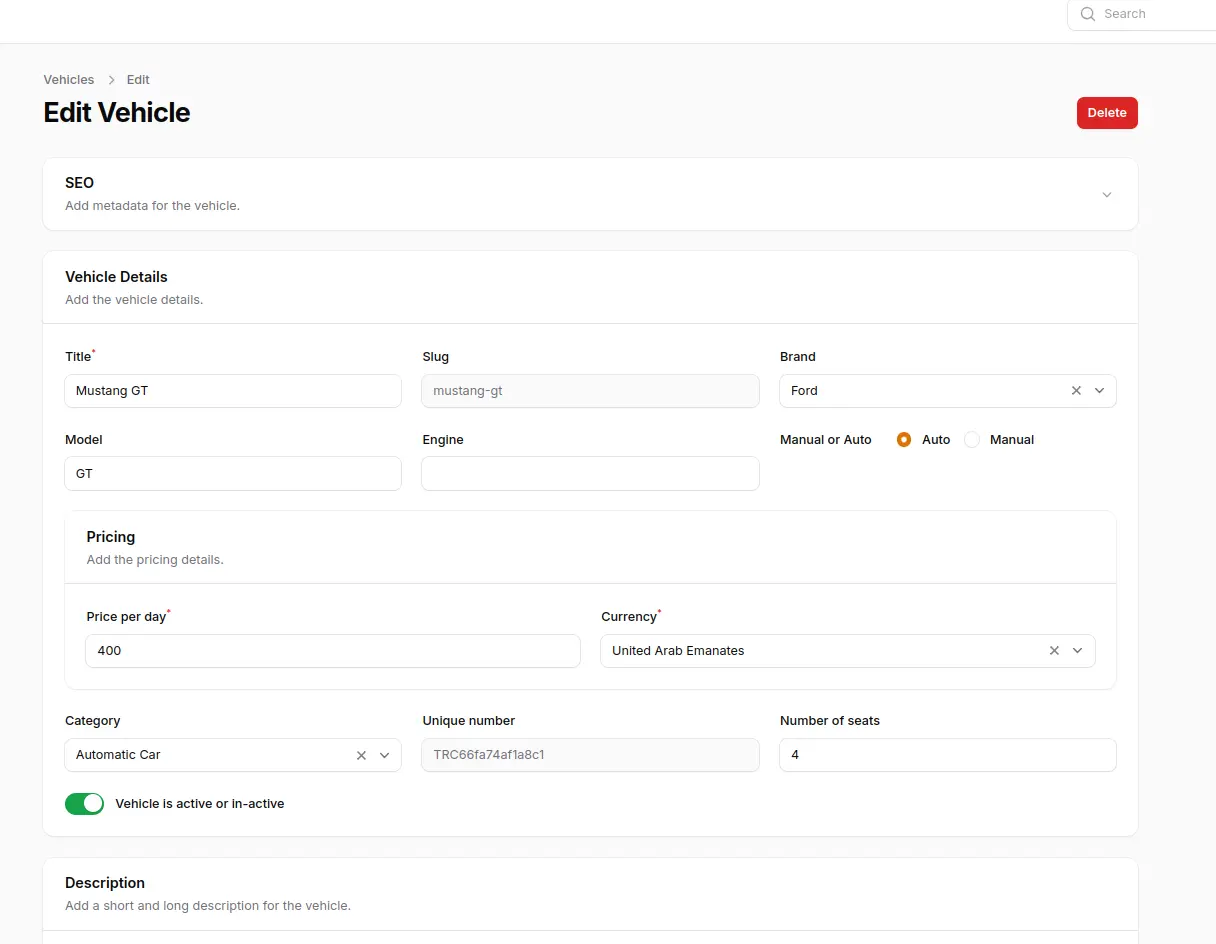 Search
Vehicles > Edit
Edit Vehicle
Delete
SEO
Add metadata for the vehicle.
Vehicle Details
Add the vehicle details.
Title* Slug Brand
Mustang GT mustang-gt Ford
Model Engine Manual or Auto Auto Manual
GT
Pricing
Add the pricing details.
Price per day* Currency*
400 United Arab Emanates
Category Unique number Number of seats
Automatic Car TRC66fa74af1a8c1 4
Vehicle is active or in-active
Description
Add a short and long description for the vehicle.